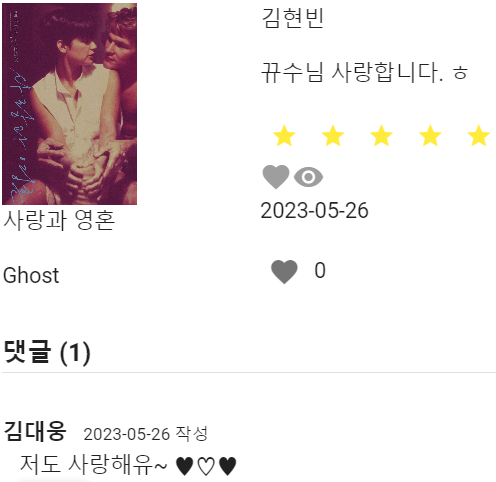 사랑과 영혼
Ghost
김현빈
뀨수님 사랑합니다. ㅎ
2023-05-26
0
댓글 (1)
김대웅 2023-05-26 작성
저도 사랑해유~ ♥♡♥